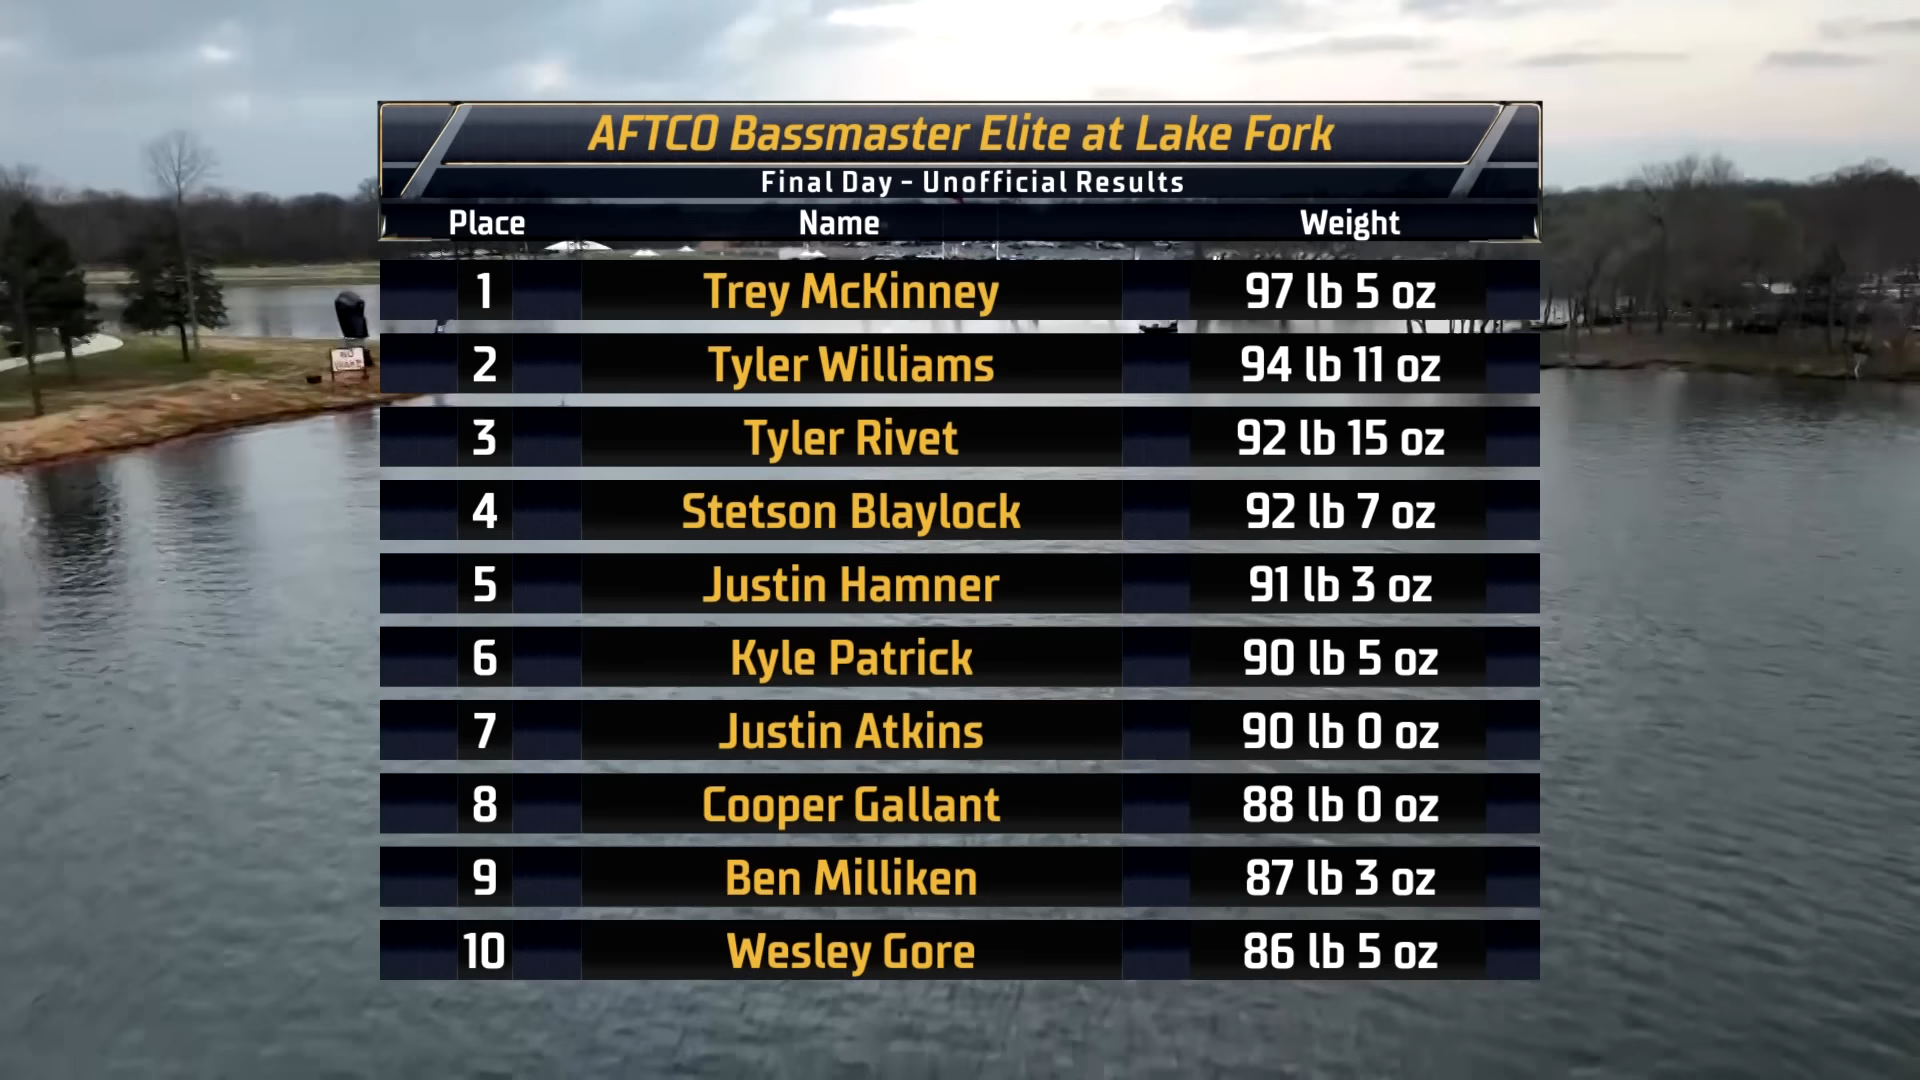 AFTCO Bassmaster Elite at Lake Fork
Final Day - Unofficial Results
Place Name Weight
1 Trey McKinney 97 lb 5 oz
2 Tyler Williams 94 lb 11 oz
NO
WAKE
3 Tyler Rivet 92 lb 15 oz
4 Stetson Blaylock 92 lb 7 oz
5 Justin Hamner 91 lb 3 oz
6 Kyle Patrick 90 lb 5 oz
7 Justin Atkins 90 lb 0 oz
8 Cooper Gallant 88 lb 0 oz
9 Ben Milliken 87 lb 3 oz
10 Wesley Gore 86 lb 5 oz